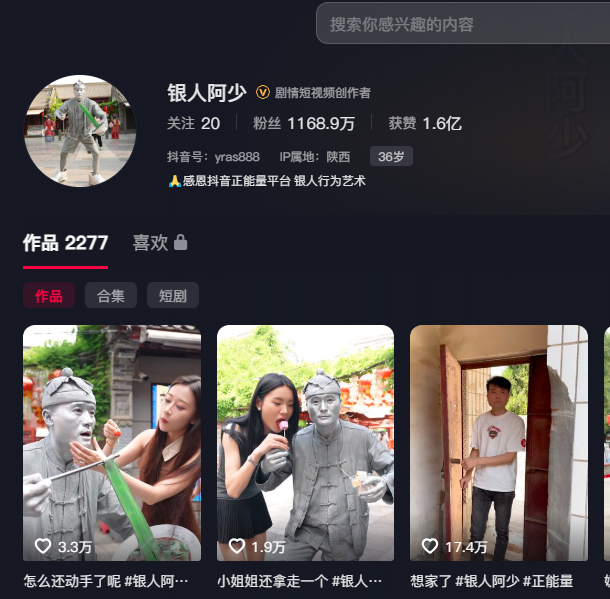 搜索你感兴趣的内容
银人阿少 剧情短视频创作者
关注 20 粉丝 1168.9万 获赞 1.6亿
抖音号：yras888 IP属地：陕西 36岁
🙏感恩抖音正能量平台 银人行为艺术
人阿少
作品 2277 喜欢
作品 合集 短剧
3.3万 1.9万 17.4万
怎么还动手了呢 #银人阿… 小姐姐还拿走一个 #银人… 想家了 #银人阿少 #正能量